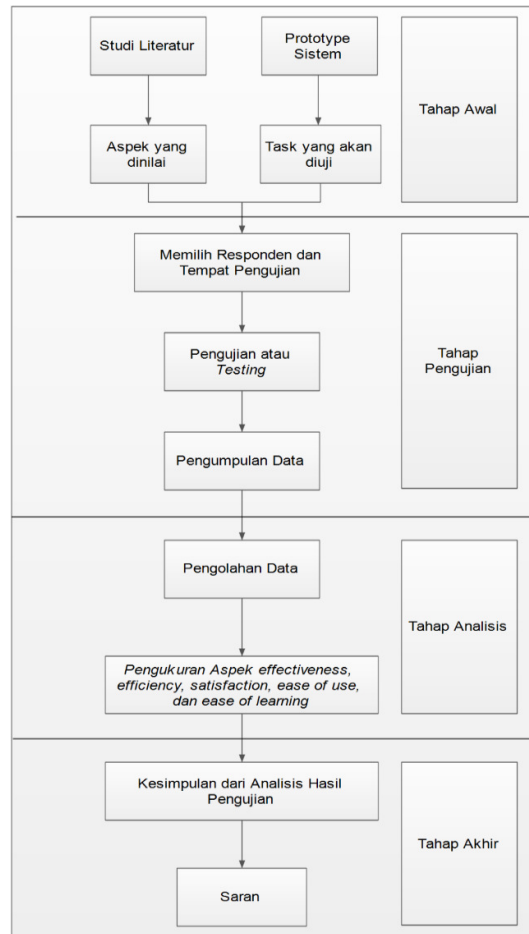 Studi Literatur
Prototype
Sistem
Tahap Awal
Aspek yang
dinilai
Task yang akan
diuji
Memilih Responden dan
Tempat Pengujian
Pengujian atau
Testing
Tahap
Pengujian
Pengumpulan Data
Pengolahan Data
Tahap Analisis
Pengukuran Aspek effectiveness,
efficiency, satisfaction, ease of use,
dan ease of learning
Kesimpulan dari Analisis Hasil
Pengujian
Tahap Akhir
Saran